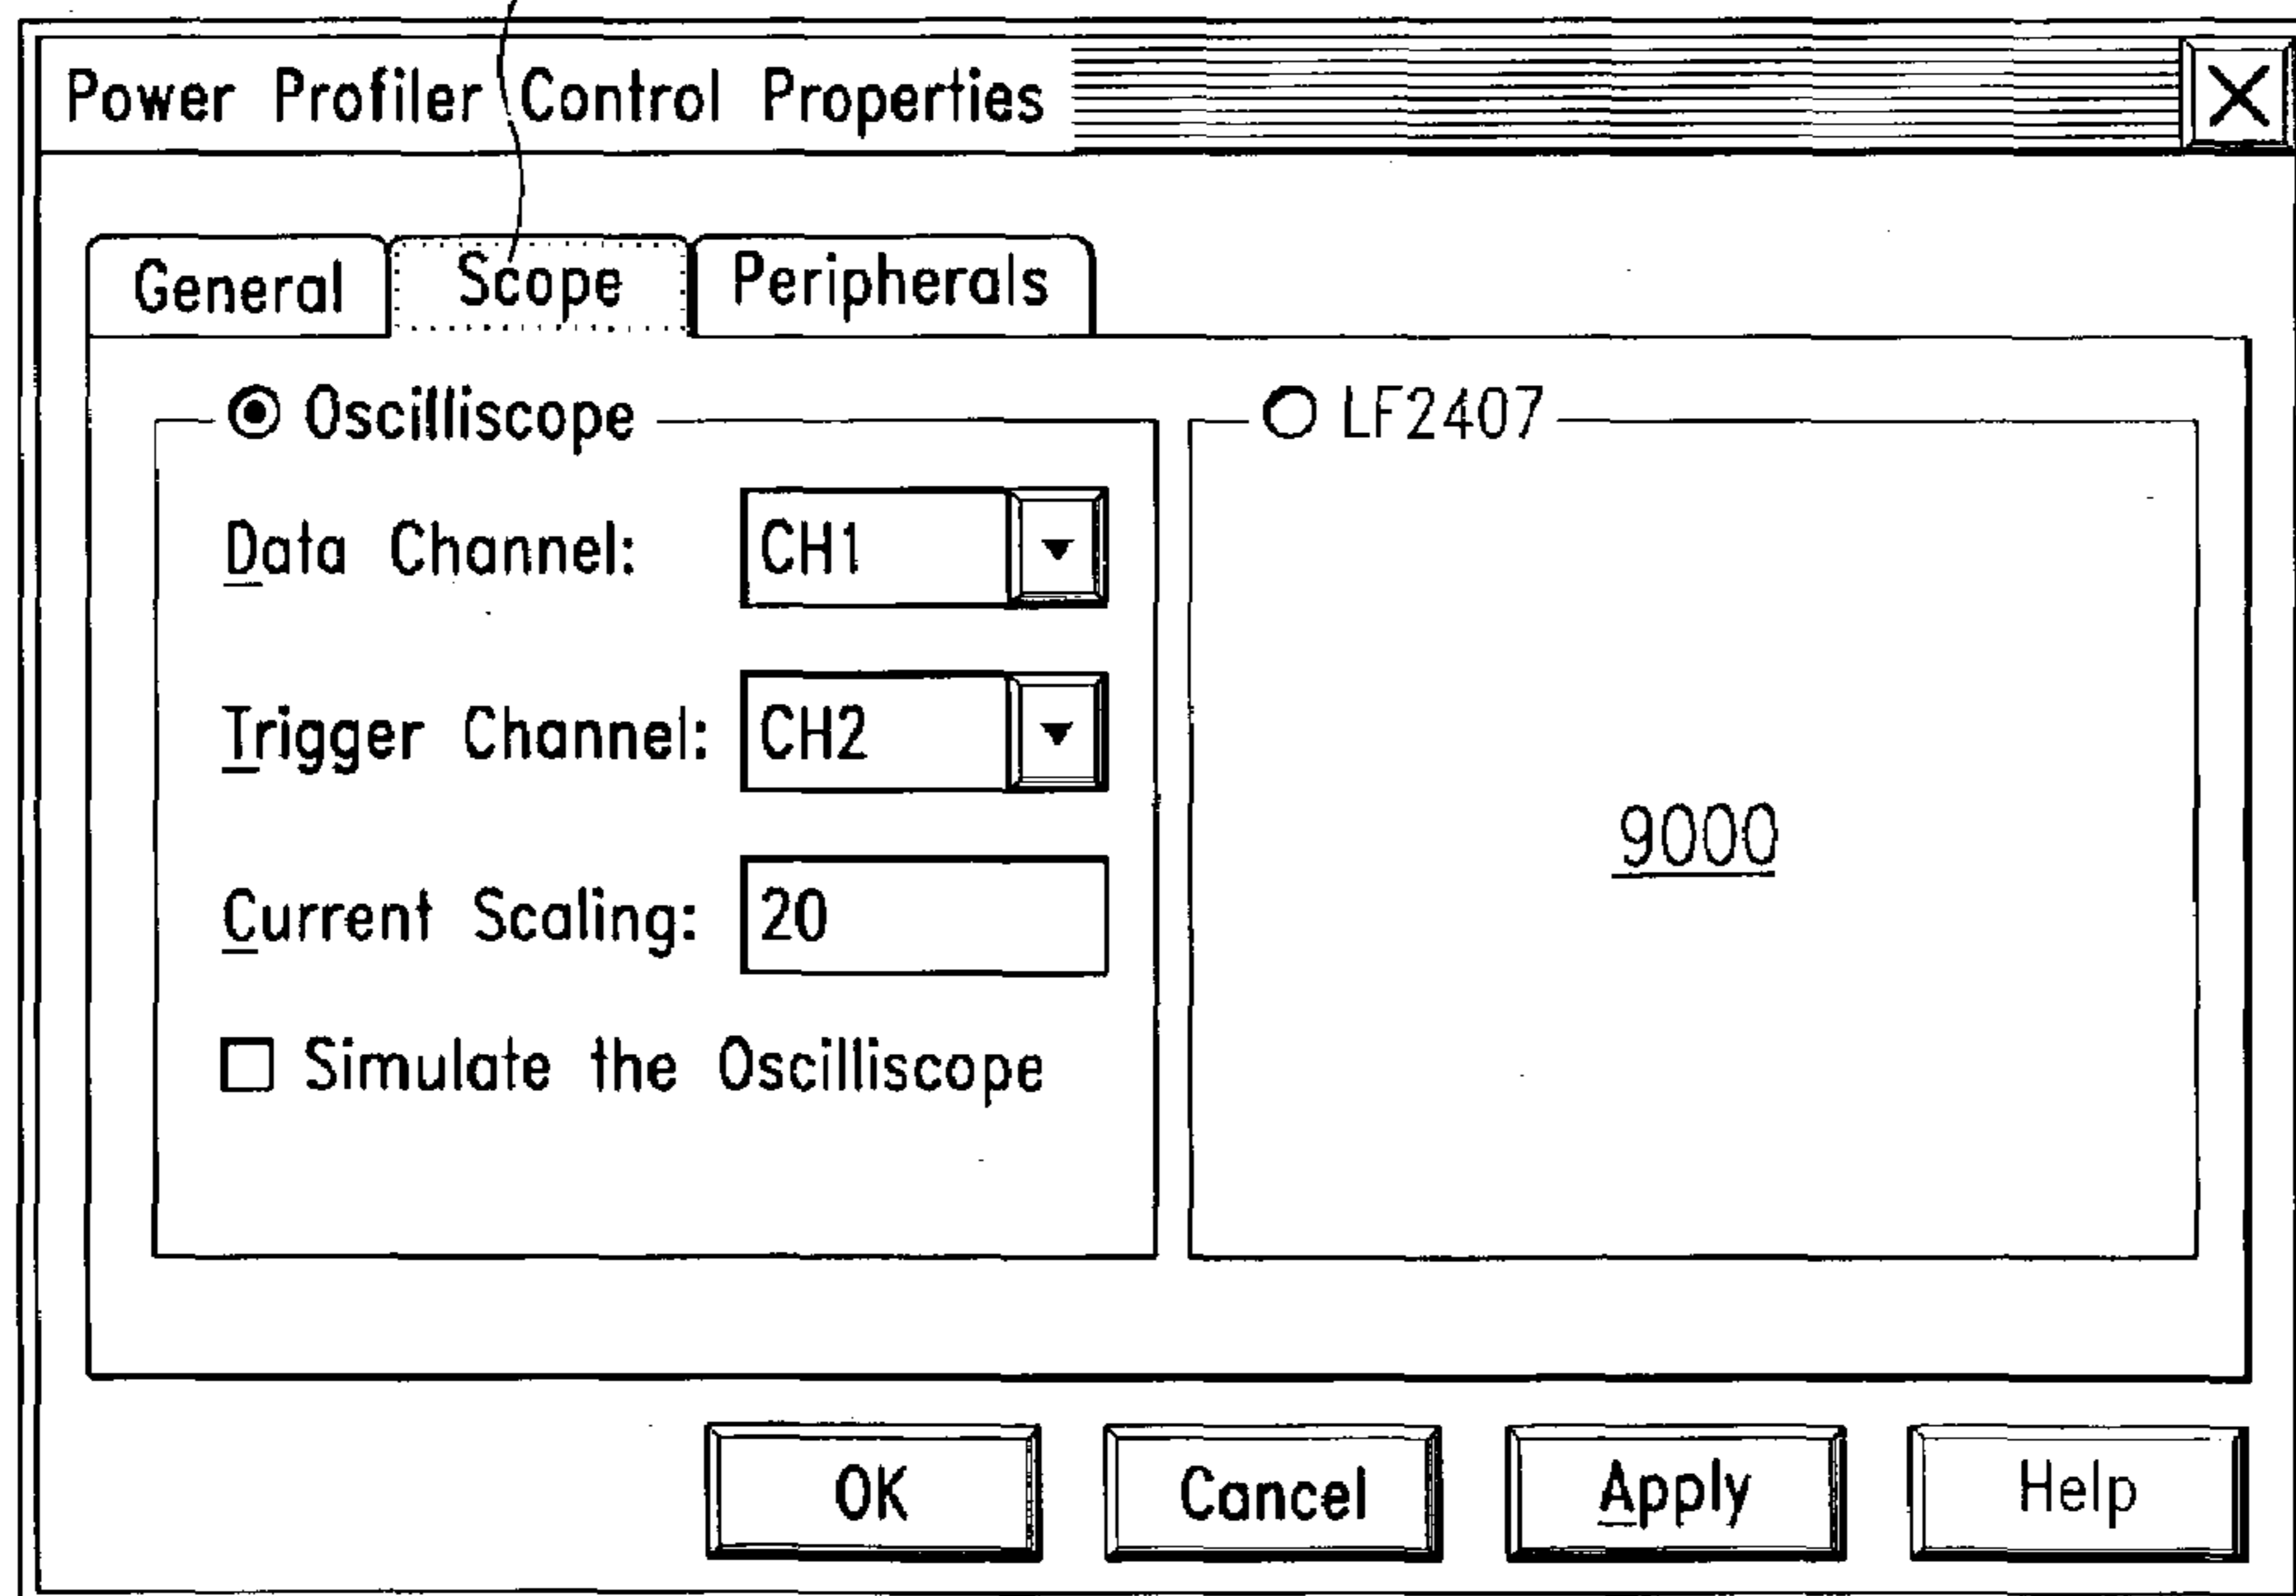 Power Profiler Control Properties
General Scope Peripherals
Oscilliscope
Data Channel: CH1
Trigger Channel: CH2
Current Scaling: 20
Simulate the Oscilliscope
LF2407
9000
OK Cancel Apply Help